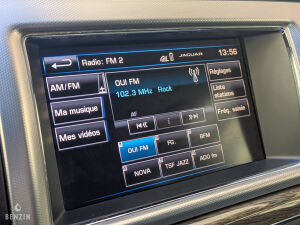 Radio: FM 2
JAGUAR
13:56
AM/FM
OUI FM
102.3 MHz Rock
Réglages
Ma musique
Liste
stations
AF
Fréq. saisie
Mes vidéos
OUI FM
FG.
BFM
NOVA
TSF JAZZ
ADO fm
BENZIN